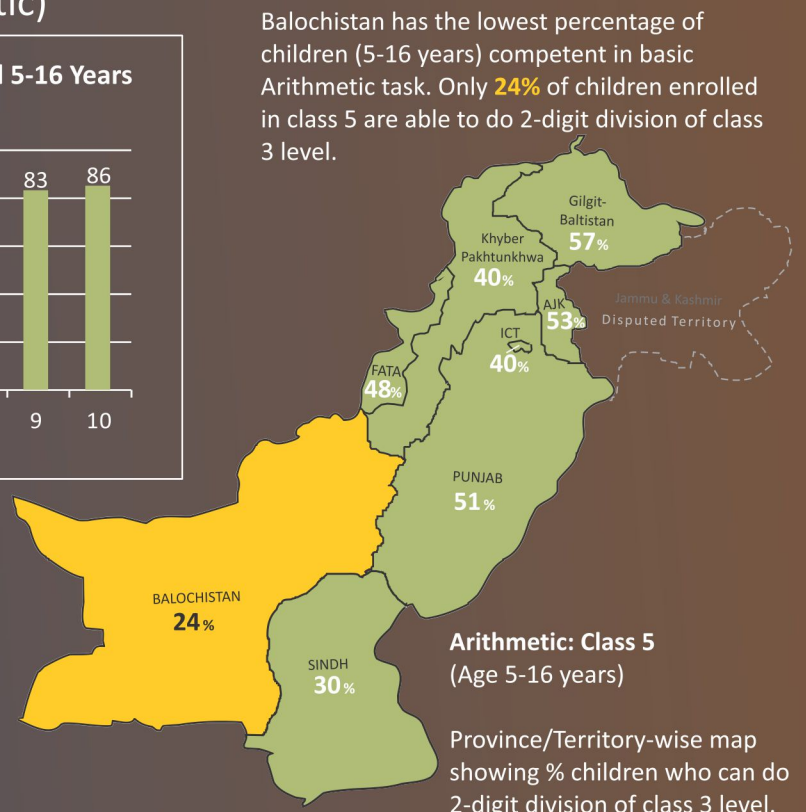 tic)
l 5-16 Years
83
86
9
10
Balochistan has the lowest percentage of
children (5-16 years) competent in basic
Arithmetic task. Only 24% of children enrolled
in class 5 are able to do 2-digit division of class
3 level.
Gilgit-
Baltistan
57%
Khyber
Pakhtunkhwa
40%
AJK
53%
Jammu & Kashmir
Disputed Territory
ICT
40%
FATA
48%
PUNJAB
51%
BALOCHISTAN
24%
SINDH
30%
Arithmetic: Class 5
(Age 5-16 years)
Province/Territory-wise map
showing % children who can do
2-digit division of class 3 level.